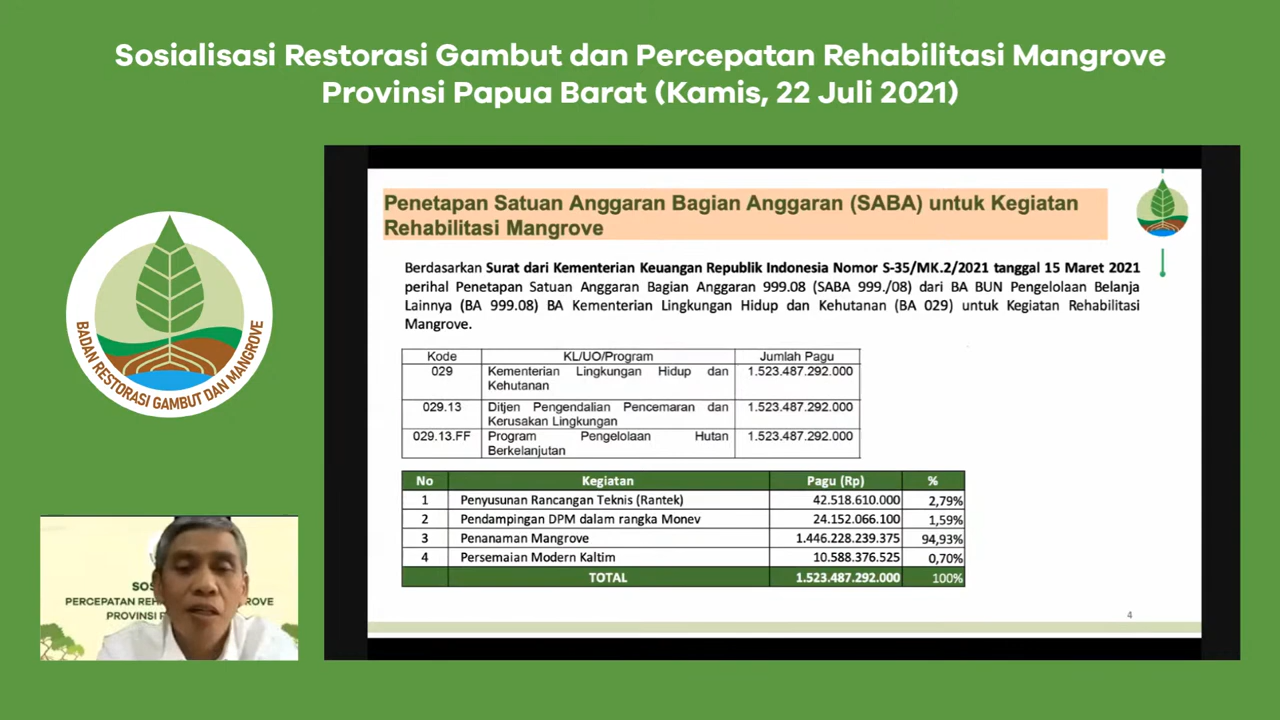 Sosialisasi Restorasi Gambut dan Percepatan Rehabilitasi Mangrove
Provinsi Papua Barat (Kamis, 22 Juli 2021)
BADAN RESTORASI GAMBUT DAN MANGROVE
Penetapan Satuan Anggaran Bagian Anggaran (SABA) untuk Kegiatan
Rehabilitasi Mangrove
Berdasarkan Surat dari Kementerian Keuangan Republik Indonesia Nomor S-35/MK.2/2021 tanggal 15 Maret 2021
perihal Penetapan Satuan Anggaran Bagian Anggaran 999.08 (SABA 999./08) dari BA BUN Pengelolaan Belanja
Lainnya (BA 999.08) BA Kementerian Lingkungan Hidup dan Kehutanan (BA 029) untuk Kegiatan Rehabilitasi
Mangrove.
Kode KL/UO/Program Jumlah Pagu
029 Kementerian Lingkungan Hidup dan 1.523.487.292.000
Kehutanan
029.13 Ditjen Pengendalian Pencemaran dan 1.523.487.292.000
Kerusakan Lingkungan
029.13.FF Program Pengelolaan Hutan 1.523.487.292.000
Berkelanjutan
No Kegiatan Pagu (Rp) %
1 Penyusunan Rancangan Teknis (Rantek) 42.518.610.000 2,79%
2 Pendampingan DPM dalam rangka Monev 24.152.066.100 1,59%
3 Penanaman Mangrove 1.446.228.239.375 94,93%
4 Persemaian Modern Kaltim 10.588.376.525 0,70%
TOTAL 1.523.487.292.000 100%
4
SOS
PERCEPATAN REH GROVE
PROVINSI P